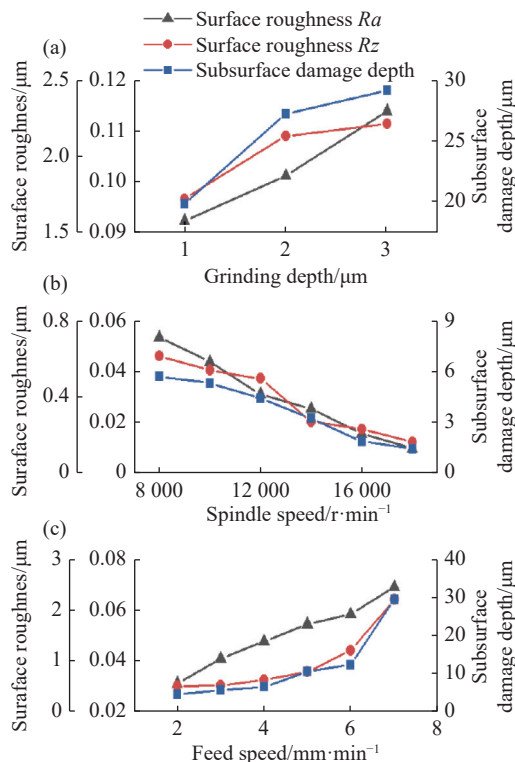 Surface roughness Ra
Surface roughness Rz
Subsurface damage depth
(a)
Suraface roughnes/μm
2.5
2.0
1.5
0.12
0.11
0.10
0.09
30
25
20
Subsurface
damage depth/μm
1 2 3
Grinding depth/μm
(b)
Suraface roughnes/μm
0.8
0.4
0
0.06
0.04
0.02
0
9
6
3
0
Subsurface
damage depth/μm
8 000 12 000 16 000
Spindle speed/r·min⁻¹
(c)
Suraface roughnes/μm
3
2
1
0
0.08
0.06
0.04
0.02
40
30
20
10
0
Subsurface
damage depth/μm
2 4 6 8
Feed speed/mm·min⁻¹